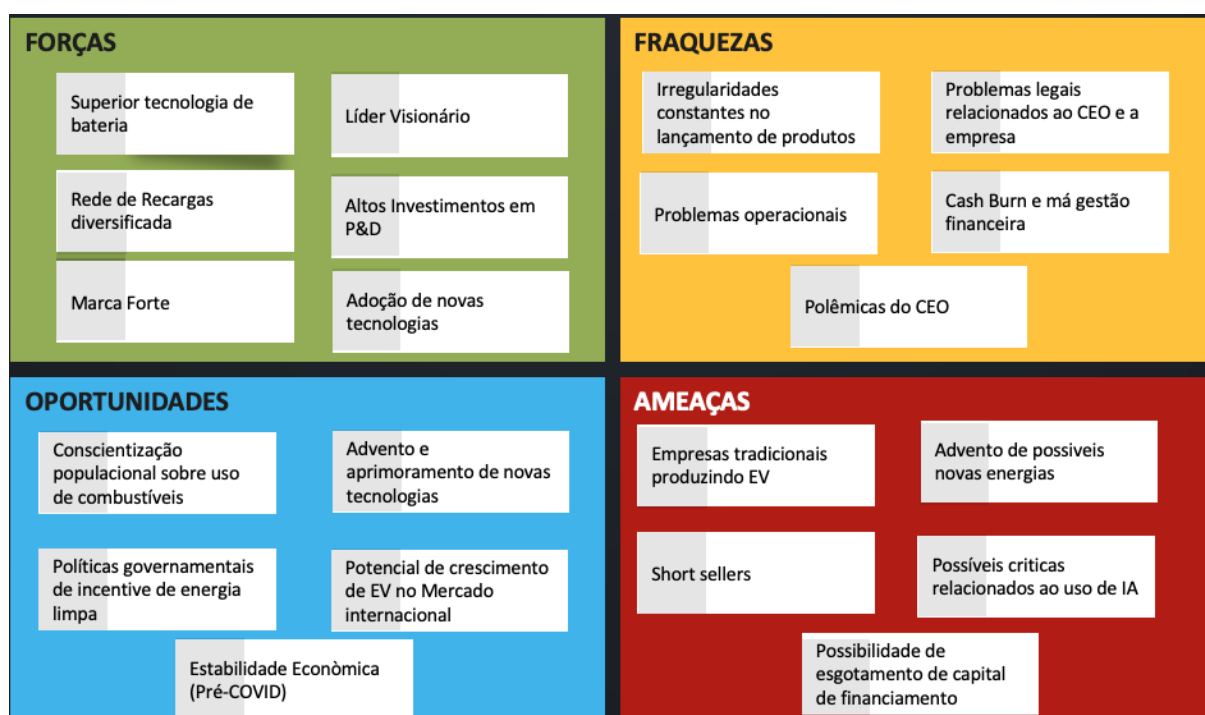 FORÇAS
Superior tecnologia de
bateria
Líder Visionário
Rede de Recargas
diversificada
Altos Investimentos em
P&D
Marca Forte
Adoção de novas
tecnologias
FRAQUEZAS
Irregularidades
constantes no
lançamento de produtos
Problemas legais
relacionados ao CEO e a
empresa
Problemas operacionais
Cash Burn e má gestão
financeira
Polêmicas do CEO
OPORTUNIDADES
Conscientização
populacional sobre uso
de combustíveis
Advento e
aprimoramento de novas
tecnologias
Políticas governamentais
de incentive de energia
limpa
Potencial de crescimento
de EV no Mercado
internacional
Estabilidade Econòmica
(Pré-COVID)
AMEAÇAS
Empresas tradicionais
produzindo EV
Advento de possiveis
novas energias
Short sellers
Possíveis criticas
relacionados ao uso de IA
Possibilidade de
esgotamento de capital
de financiamento